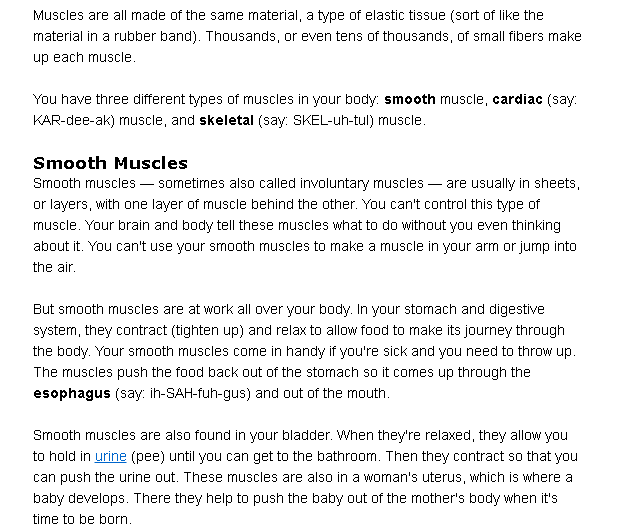 Muscles are all made of the same material, a type of elastic tissue (sort of like the
material in a rubber band). Thousands, or even tens of thousands, of small fibers make
up each muscle.
You have three different types of muscles in your body: smooth muscle, cardiac (say:
KAR-dee-ak) muscle, and skeletal (say: SKEL-uh-tul) muscle.
Smooth Muscles
Smooth muscles — sometimes also called involuntary muscles — are usually in sheets,
or layers, with one layer of muscle behind the other. You can't control this type of
muscle. Your brain and body tell these muscles what to do without you even thinking
about it. You can't use your smooth muscles to make a muscle in your arm or jump into
the air.
But smooth muscles are at work all over your body. In your stomach and digestive
system, they contract (tighten up) and relax to allow food to make its journey through
the body. Your smooth muscles come in handy if you're sick and you need to throw up.
The muscles push the food back out of the stomach so it comes up through the
esophagus (say: ih-SAH-fuh-gus) and out of the mouth.
Smooth muscles are also found in your bladder. When they're relaxed, they allow you
to hold in urine (pee) until you can get to the bathroom. Then they contract so that you
can push the urine out. These muscles are also in a woman's uterus, which is where a
baby develops. There they help to push the baby out of the mother's body when it's
time to be born.